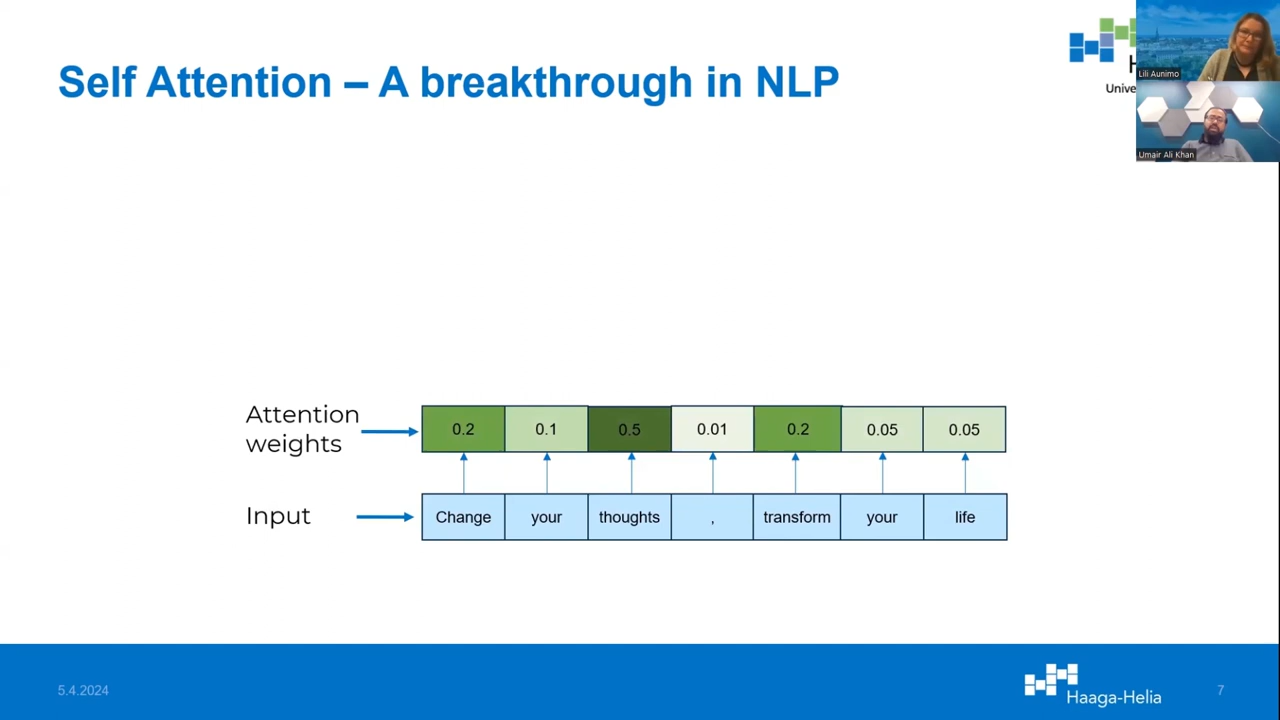 Self Attention – A breakthrough in NLP
H
Unive
Lili Aunimo
Umair Ali Khan
Attention
weights
0.2 0.1 0.5 0.01 0.2 0.05 0.05
Input
Change your thoughts , transform your life
5.4.2024
Haaga-Helia
7